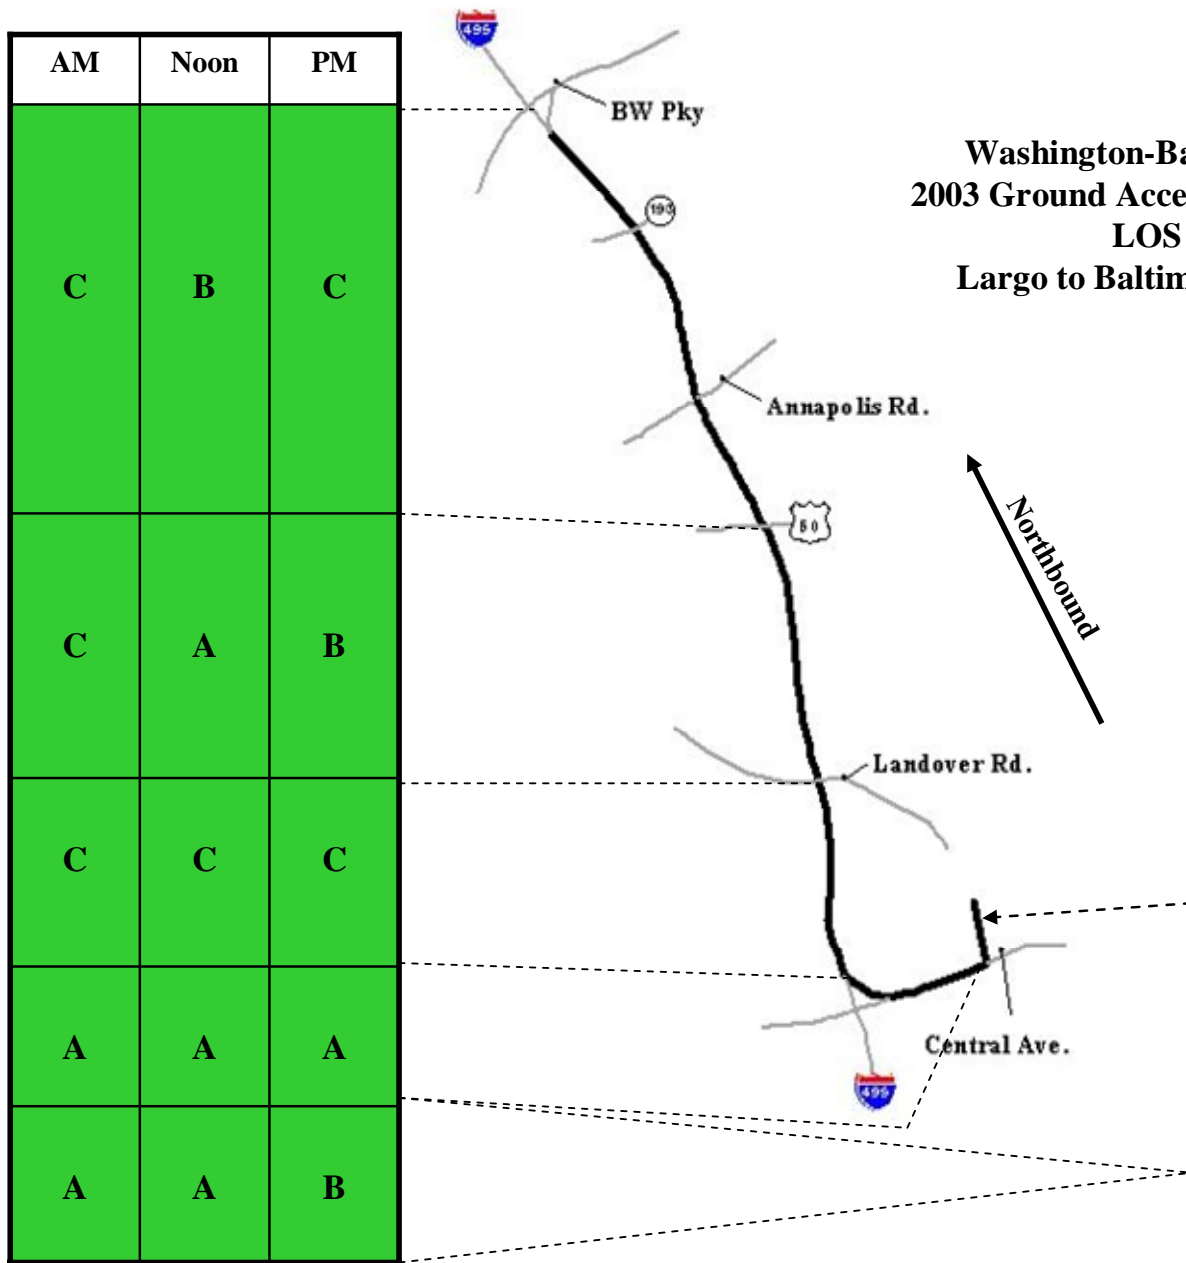 AM Noon PM
C B C
C A B
C C C
A A A
A A B
495
BW Pky
193
Washington-Ba
2003 Ground Acce
LOS
Largo to Baltim
Annapolis Rd.
50
Northbound
Landover Rd.
Central Ave.
495